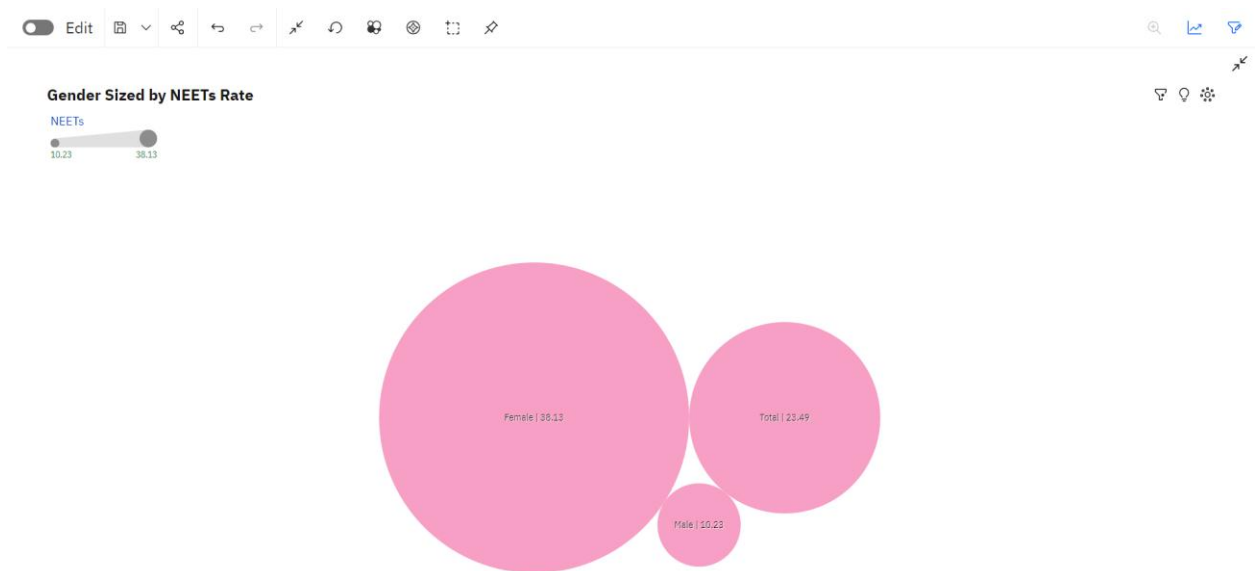 Edit
Gender Sized by NEETs Rate
NEETs
10.23 38.13
Female | 38.13
Total | 23.49
Male | 10.23